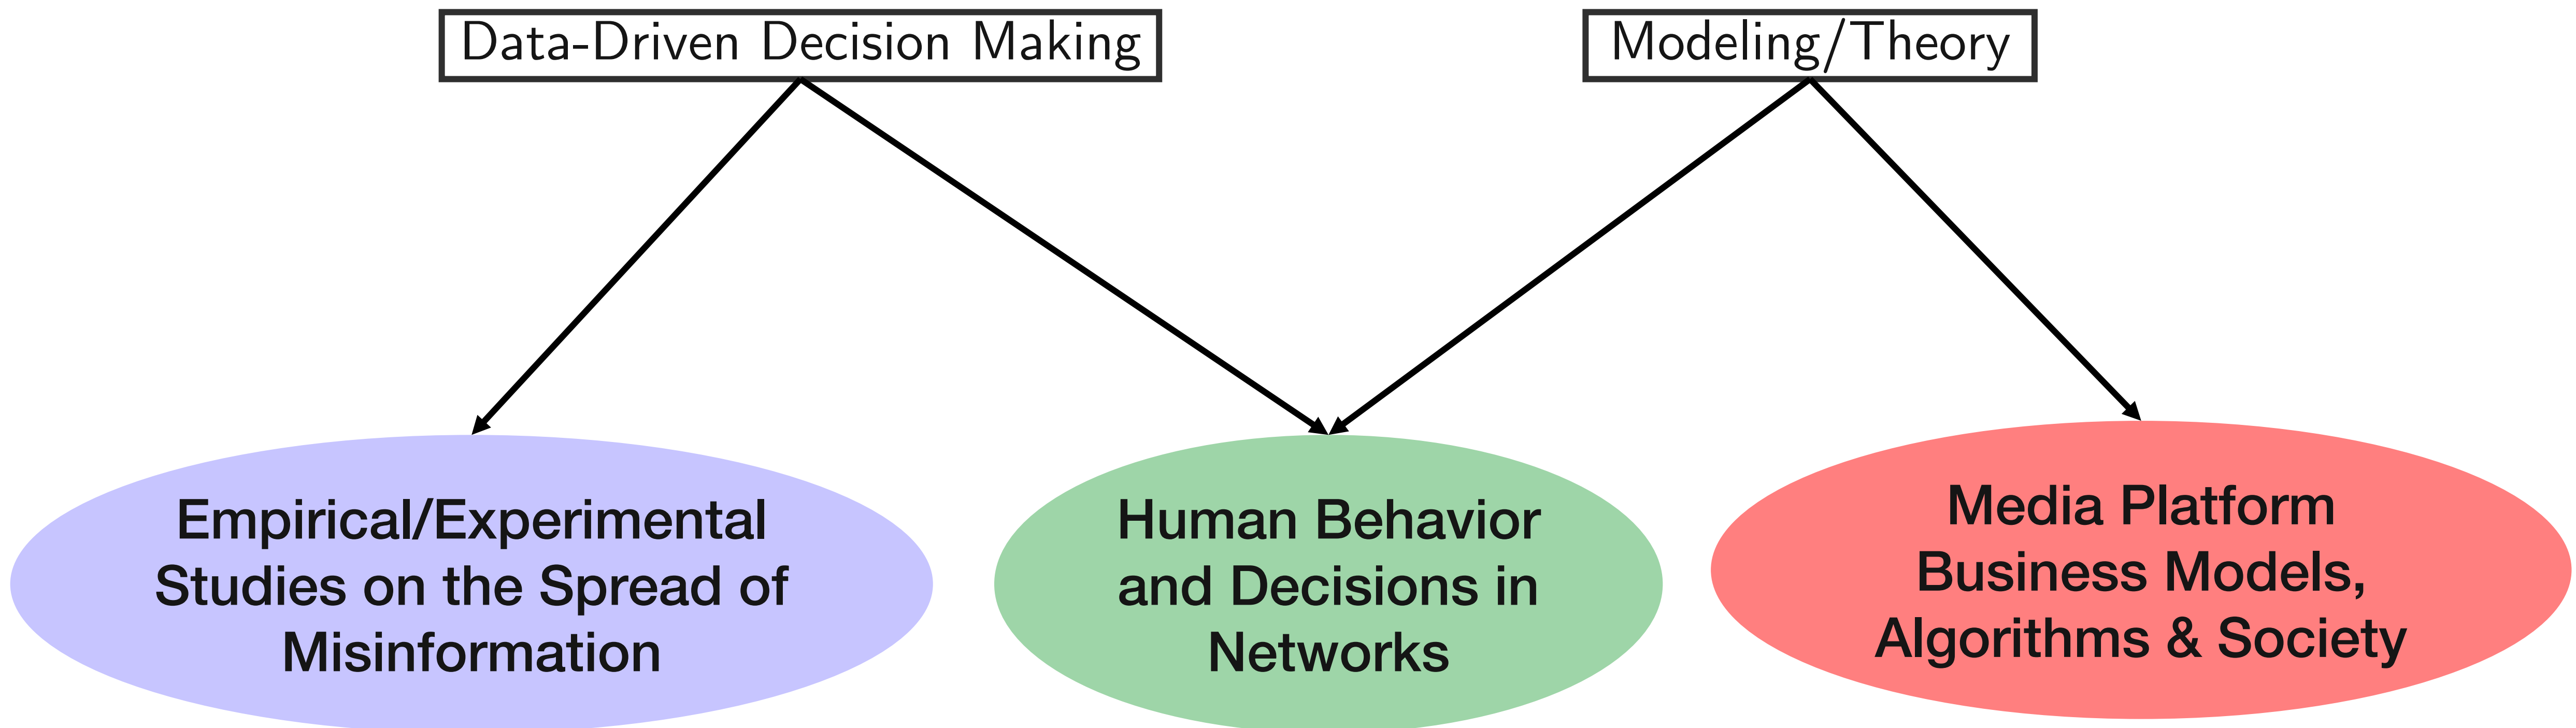 Data-Driven Decision Making
Modeling/Theory
Empirical/Experimental
Studies on the Spread of
Misinformation
Human Behavior
and Decisions in
Networks
Media Platform
Business Models,
Algorithms & Society